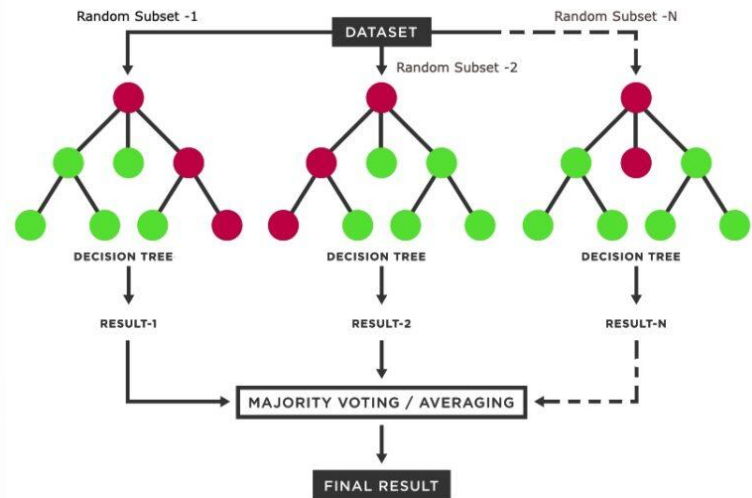 Random Subset -1
DATASET
Random Subset -N
Random Subset -2
DECISION TREE
DECISION TREE
DECISION TREE
RESULT-1
RESULT-2
RESULT-N
MAJORITY VOTING / AVERAGING
FINAL RESULT